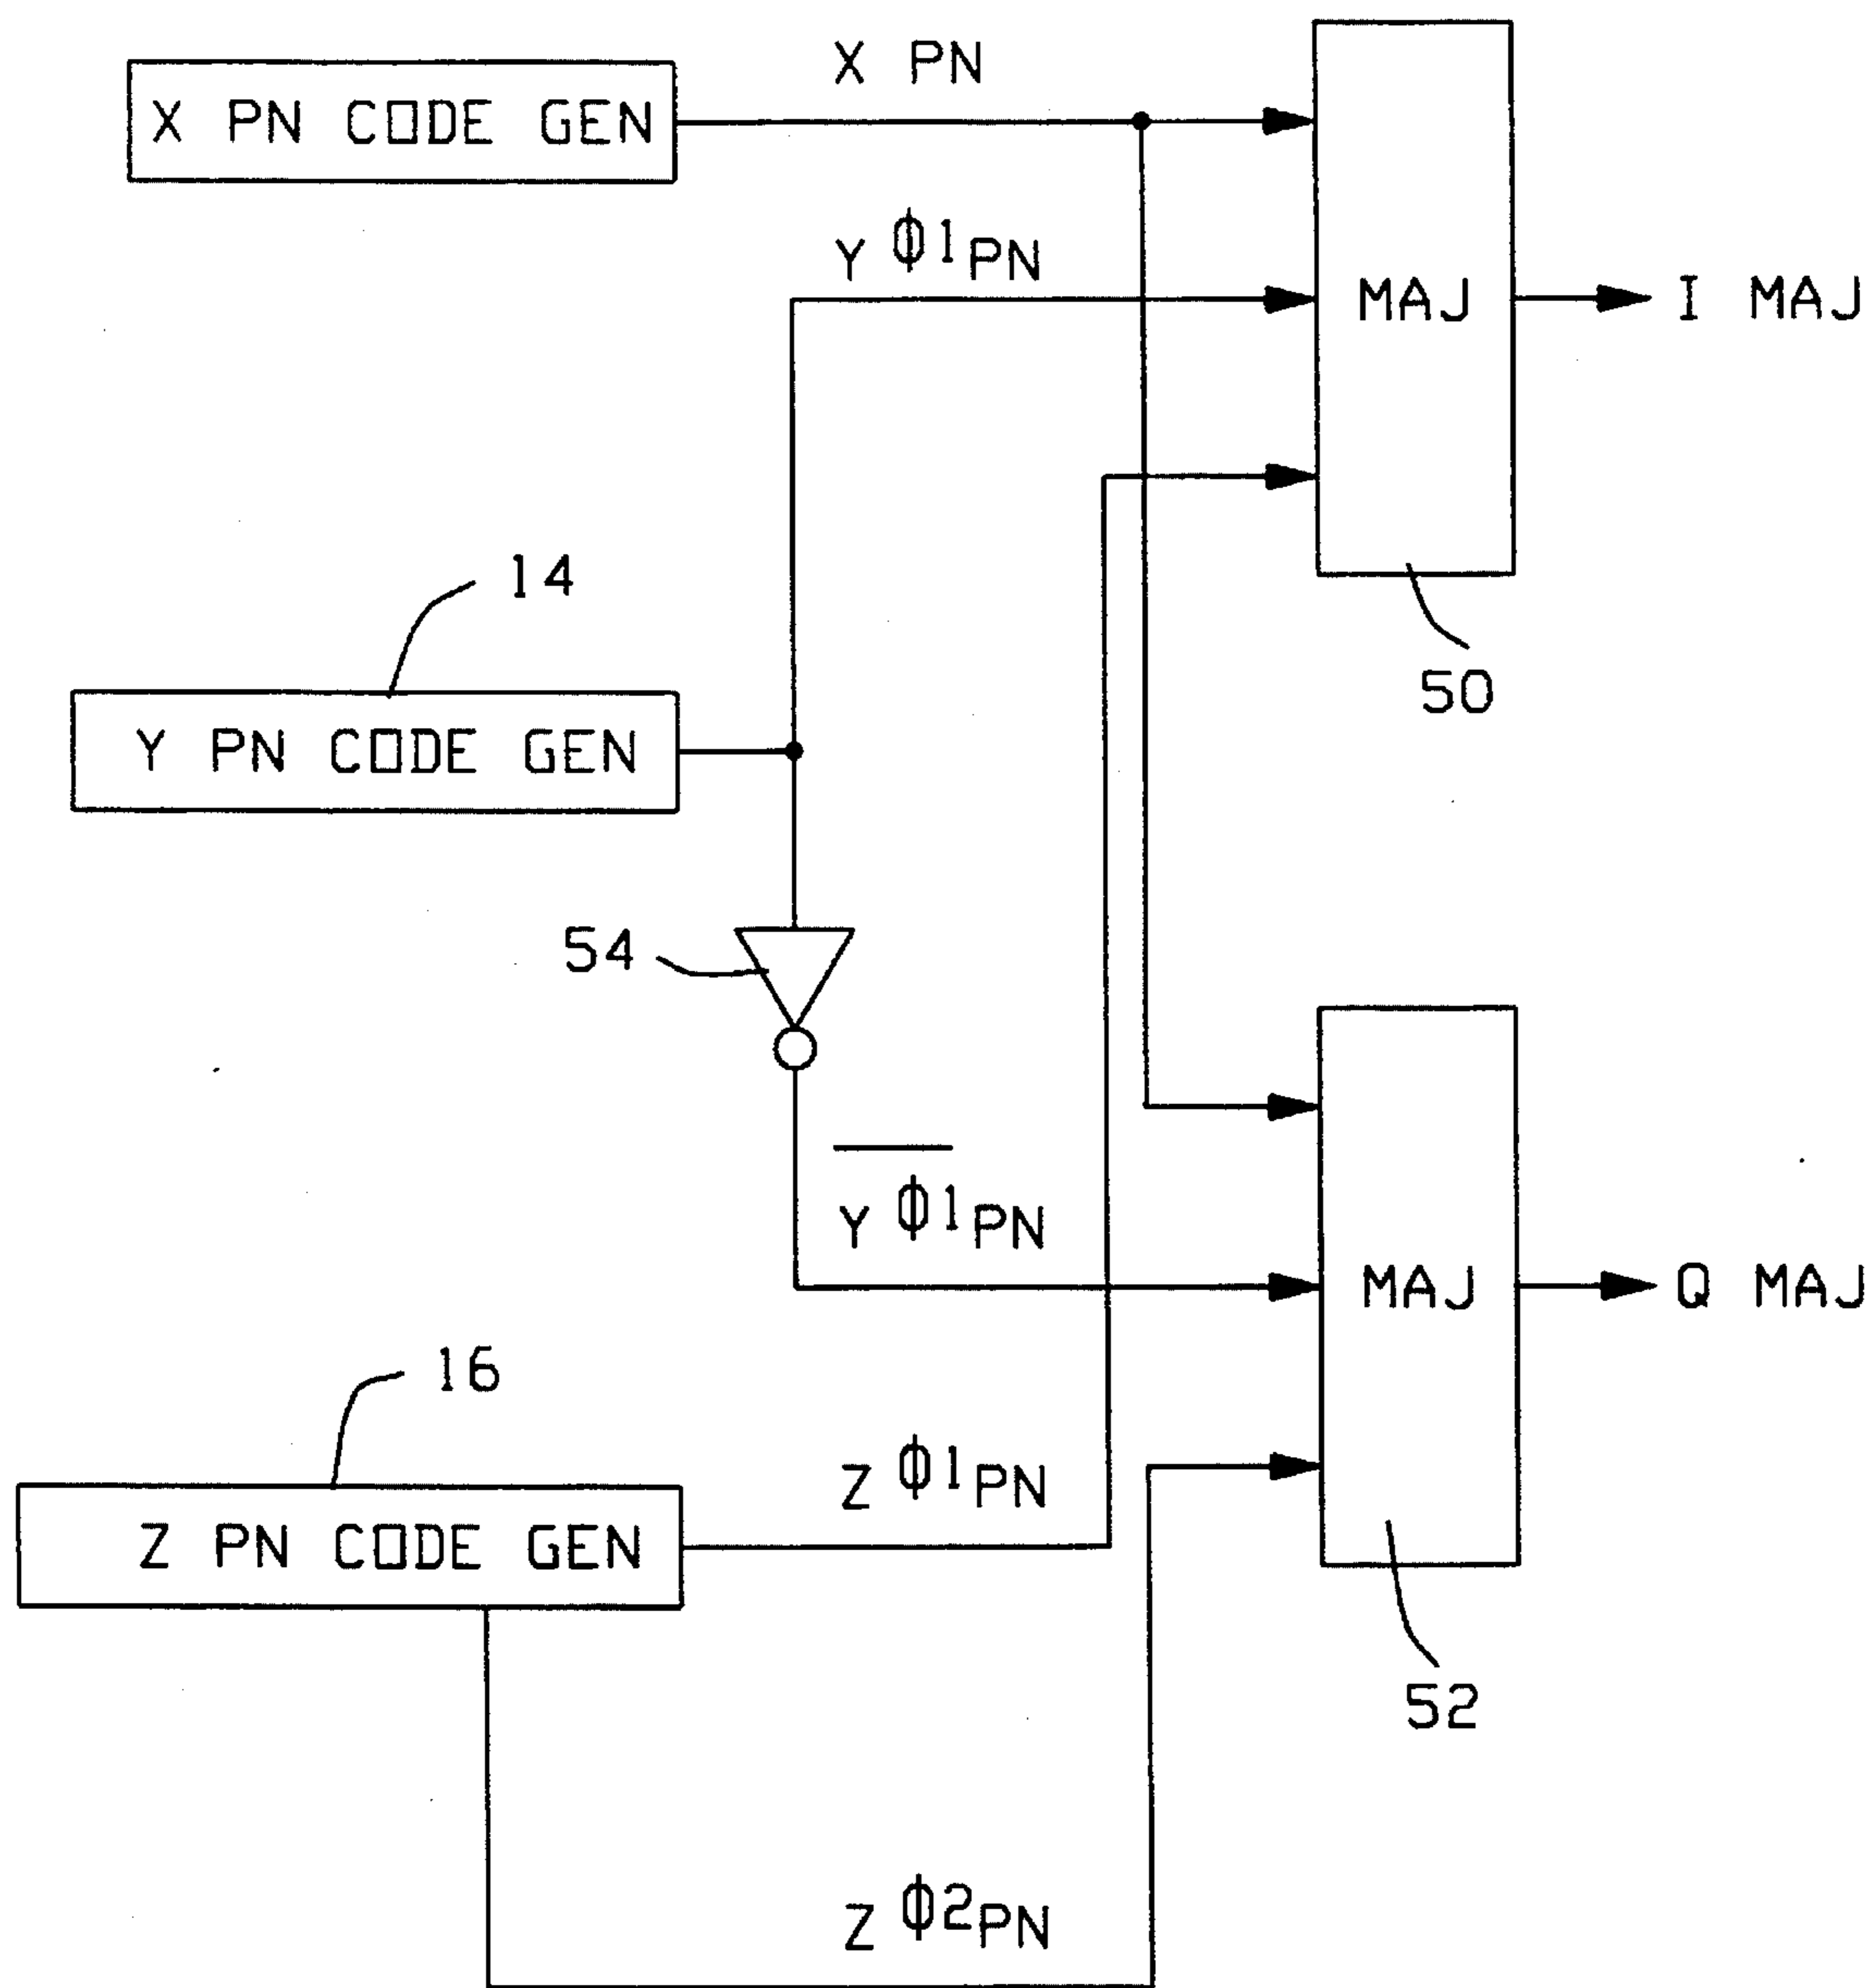 X PN
X PN CODE GEN
Y Φ1PN
MAJ
I MAJ
14
50
Y PN CODE GEN
54
Y Φ1PN
MAJ
Q MAJ
16
Z Φ1PN
Z PN CODE GEN
52
Z Φ2PN